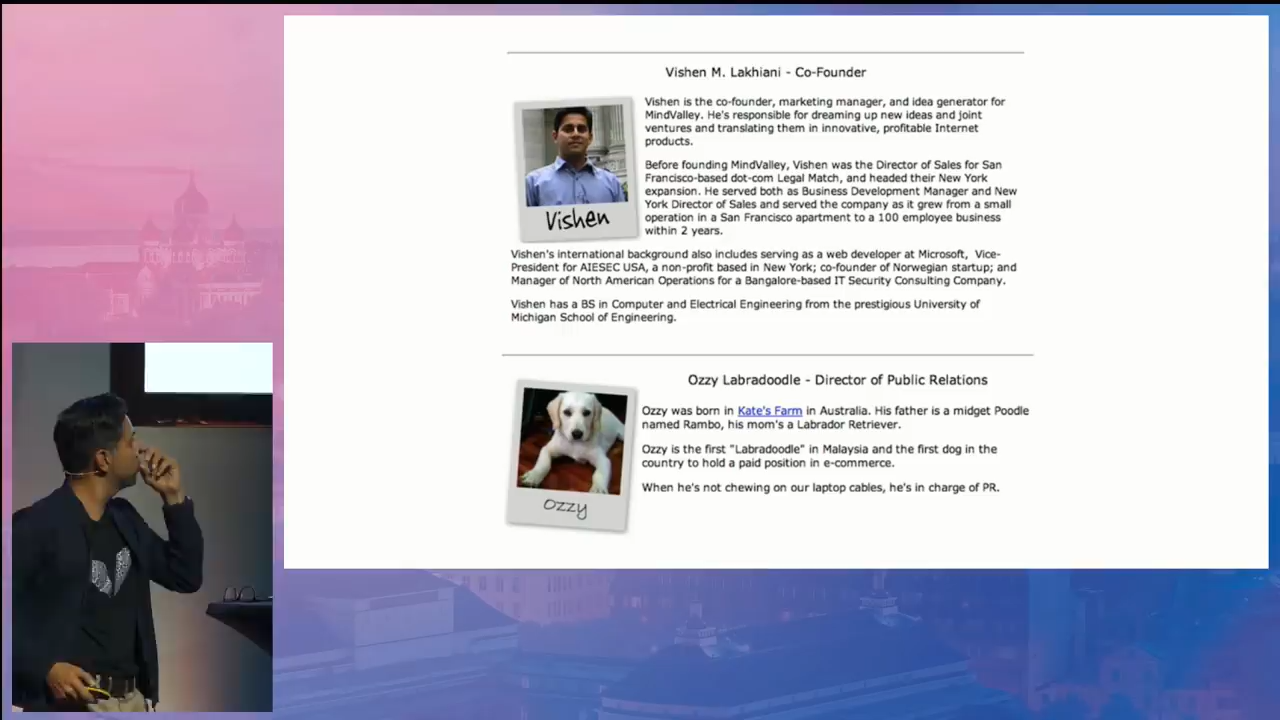 Vishen M. Lakhiani - Co-Founder
Vishen is the co-founder, marketing manager, and idea generator for
MindValley. He's responsible for dreaming up new ideas and joint
ventures and translating them in innovative, profitable Internet
products.
Before founding MindValley, Vishen was the Director of Sales for San
Francisco-based dot-com Legal Match, and headed their New York
expansion. He served both as Business Development Manager and New
York Director of Sales and served the company as it grew from a small
operation in a San Francisco apartment to a 100 employee business
within 2 years.
Vishen
Vishen's international background also includes serving as a web developer at Microsoft, Vice-
President for AIESEC USA, a non-profit based in New York; co-founder of Norwegian startup; and
Manager of North American Operations for a Bangalore-based IT Security Consulting Company.
Vishen has a BS in Computer and Electrical Engineering from the prestigious University of
Michigan School of Engineering.
Ozzy Labradoodle - Director of Public Relations
Ozzy was born in Kate's Farm in Australia. His father is a midget Poodle
named Rambo, his mom's a Labrador Retriever.
Ozzy is the first "Labradoodle" in Malaysia and the first dog in the
country to hold a paid position in e-commerce.
When he's not chewing on our laptop cables, he's in charge of PR.
Ozzy